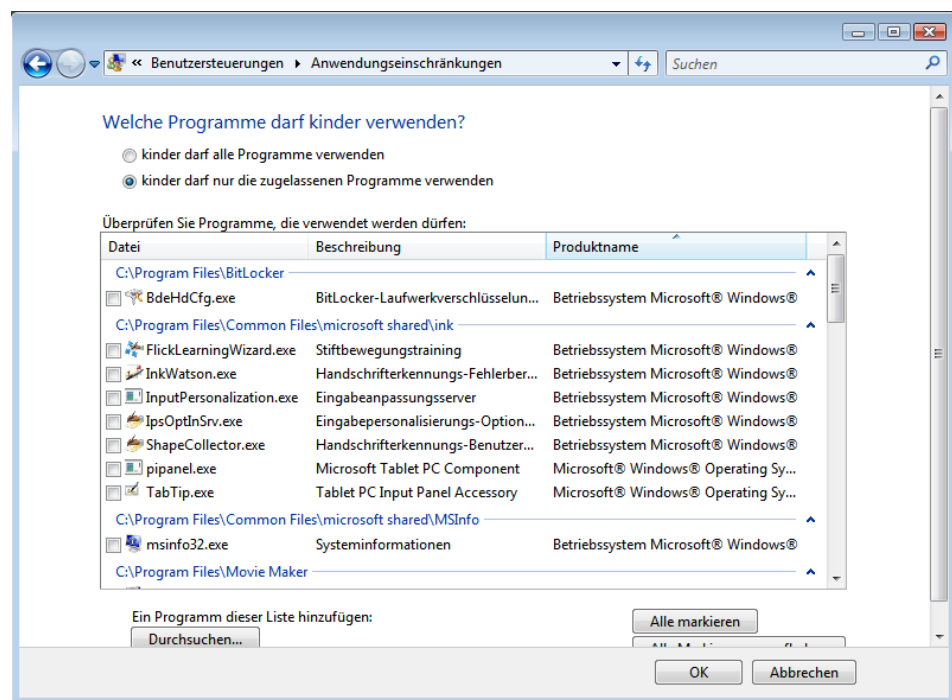 « Benutzersteuerungen ▸ Anwendungseinschränkungen Suchen
Welche Programme darf kinder verwenden?
kinder darf alle Programme verwenden
kinder darf nur die zugelassenen Programme verwenden
Überprüfen Sie Programme, die verwendet werden dürfen:
Datei Beschreibung Produktname
C:\Program Files\BitLocker
BdeHdCfg.exe BitLocker-Laufwerkverschlüsselun... Betriebssystem Microsoft® Windows®
C:\Program Files\Common Files\microsoft shared\ink
FlickLearningWizard.exe Stiftbewegungstraining Betriebssystem Microsoft® Windows®
InkWatson.exe Handschrifterkennungs-Fehlerber... Betriebssystem Microsoft® Windows®
InputPersonalization.exe Eingabeanpassungsserver Betriebssystem Microsoft® Windows®
IpsOptInSrv.exe Eingabepersonalisierungs-Option... Betriebssystem Microsoft® Windows®
ShapeCollector.exe Handschrifterkennungs-Benutzer... Betriebssystem Microsoft® Windows®
pipanel.exe Microsoft Tablet PC Component Microsoft® Windows® Operating Sy...
TabTip.exe Tablet PC Input Panel Accessory Microsoft® Windows® Operating Sy...
C:\Program Files\Common Files\microsoft shared\MSInfo
msinfo32.exe Systeminformationen Betriebssystem Microsoft® Windows®
C:\Program Files\Movie Maker
Ein Programm dieser Liste hinzufügen:
Alle markieren
Durchsuchen...
OK Abbrechen